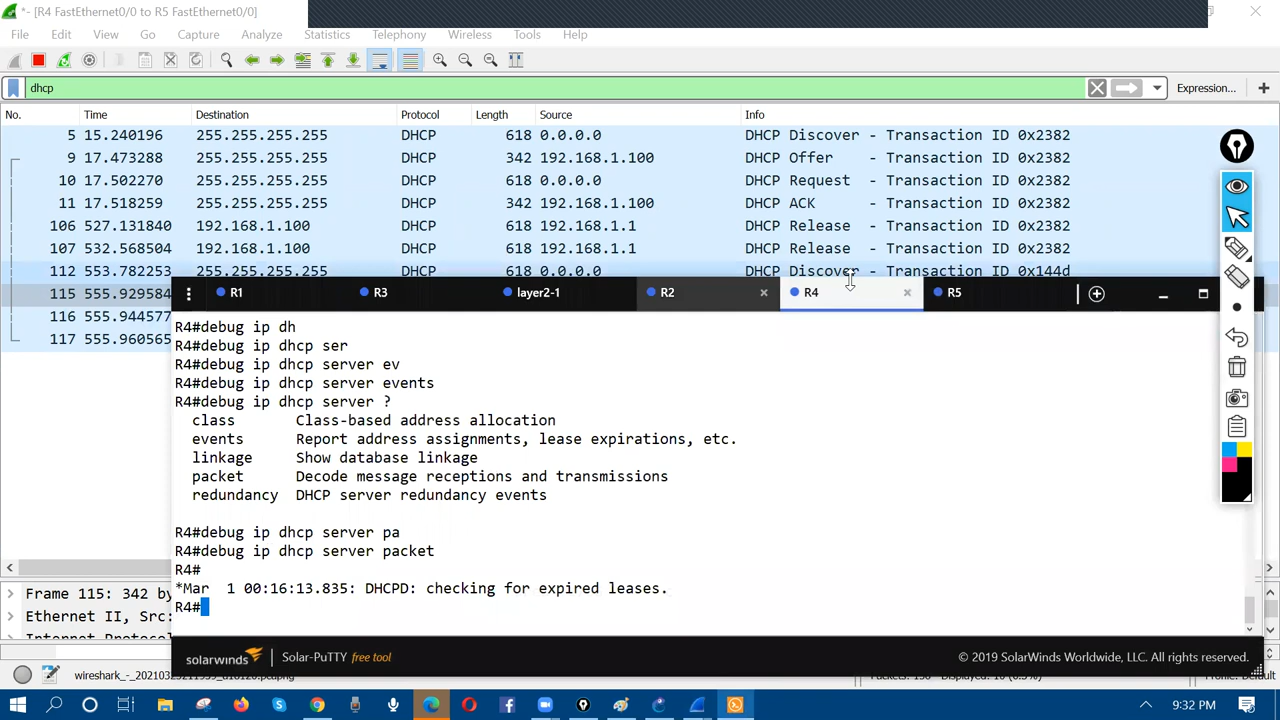 *- [R4 FastEthernet0/0 to R5 FastEthernet0/0]
File Edit View Go Capture Analyze Statistics Telephony Wireless Tools Help
dhcp
Expression...
No. Time Destination Protocol Length Source Info
5 15.240196 255.255.255.255 DHCP 618 0.0.0.0 DHCP Discover - Transaction ID 0x2382
9 17.473288 255.255.255.255 DHCP 342 192.168.1.100 DHCP Offer - Transaction ID 0x2382
10 17.502270 255.255.255.255 DHCP 618 0.0.0.0 DHCP Request - Transaction ID 0x2382
11 17.518259 255.255.255.255 DHCP 342 192.168.1.100 DHCP ACK - Transaction ID 0x2382
106 527.131840 192.168.1.100 DHCP 618 192.168.1.1 DHCP Release - Transaction ID 0x2382
107 532.568504 192.168.1.100 DHCP 618 192.168.1.1 DHCP Release - Transaction ID 0x2382
112 553.782253 255.255.255.255 DHCP 618 0.0.0.0 DHCP Discover - Transaction ID 0x144d
115 555.929584
116 555.944577
117 555.960565
R1 R3 layer2-1 R2 R4 R5
R4#debug ip dh
R4#debug ip dhcp ser
R4#debug ip dhcp server ev
R4#debug ip dhcp server events
R4#debug ip dhcp server ?
class Class-based address allocation
events Report address assignments, lease expirations, etc.
linkage Show database linkage
packet Decode message receptions and transmissions
redundancy DHCP server redundancy events
R4#debug ip dhcp server pa
R4#debug ip dhcp server packet
R4#
*Mar 1 00:16:13.835: DHCPD: checking for expired leases.
R4#
Frame 115: 342 by
Ethernet II, Src:
solarwinds Solar-PuTTY free tool © 2019 SolarWinds Worldwide, LLC. All rights reserved.
9:32 PM